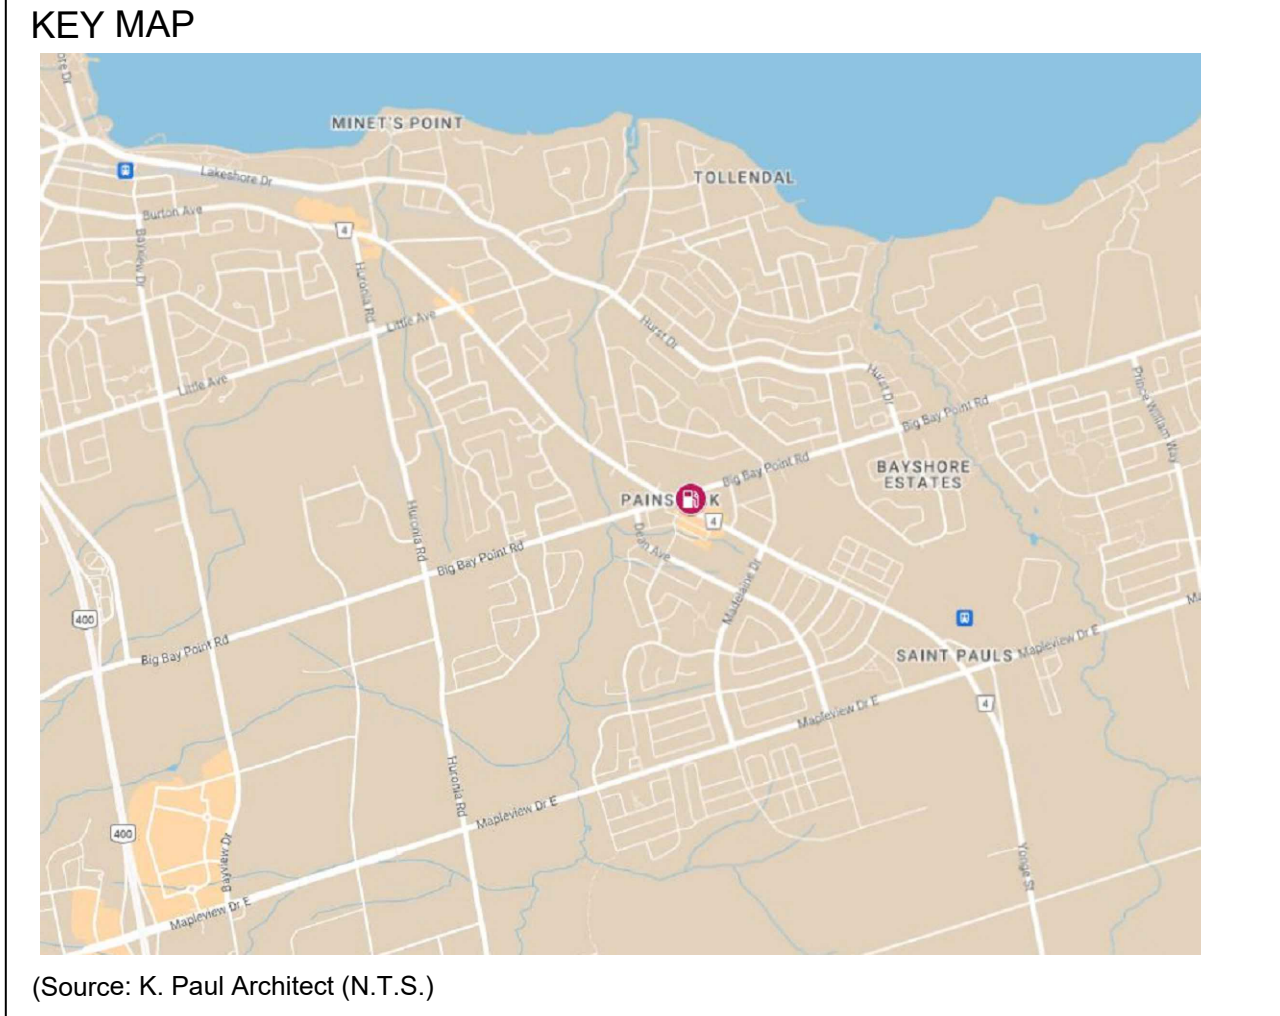 KEY MAP
ore Dr
MINET'S POINT
TOLLENDAL
Lakeshore Dr
Burton Ave
4
Bayview Dr
Huronia Rd
Little Ave
Hurst Dr
Little Ave
Hurst Dr
Prince William Way
Big Bay Point Rd
Big Bay Point Rd
BAYSHORE
ESTATES
PAINS K
4
Huronia Rd
Dean Ave
Big Bay Point Rd
Madelaine Dr
400
Big Bay Point Rd
Ma
Mapleview Dr E
SAINT PAULS
4
Mapleview Dr E
Huronia Rd
Mapleview Dr E
400
Bayview Dr
Yonge St
Mapleview Dr E
(Source: K. Paul Architect (N.T.S.)